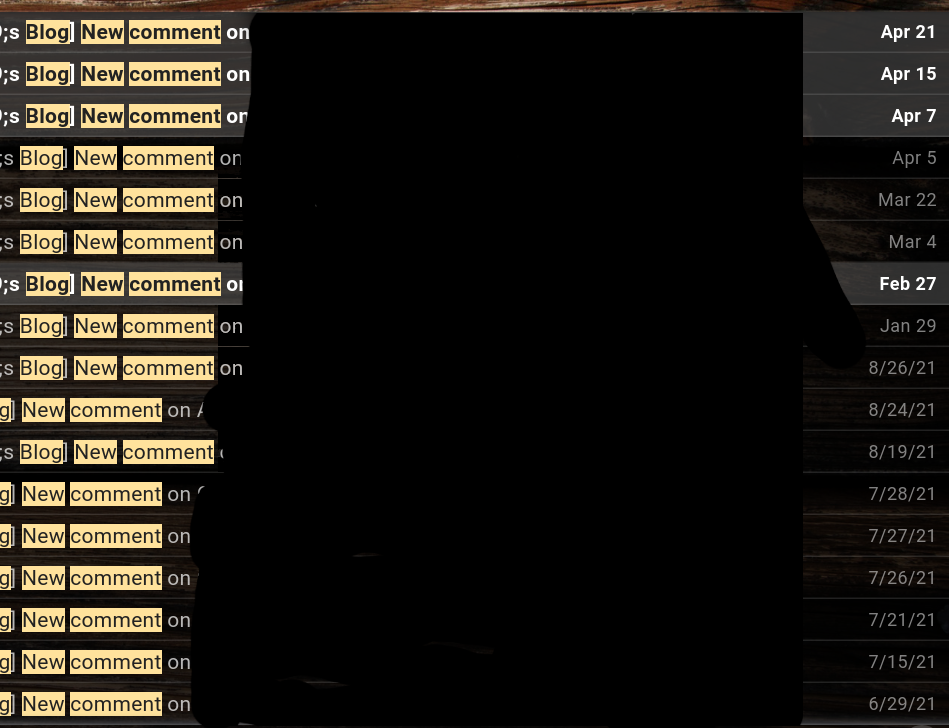 ;s Blog] New comment on Apr 21
;s Blog] New comment on Apr 15
;s Blog] New comment on Apr 7
;s Blog] New comment on Apr 5
;s Blog] New comment on Mar 22
;s Blog] New comment on Mar 4
;s Blog] New comment on Feb 27
;s Blog] New comment on Jan 29
;s Blog] New comment on 8/26/21
g] New comment on 8/24/21
;s Blog] New comment 8/19/21
g] New comment on 7/28/21
g] New comment on 7/27/21
g] New comment on 7/26/21
g] New comment on 7/21/21
g] New comment on 7/15/21
g] New comment on 6/29/21